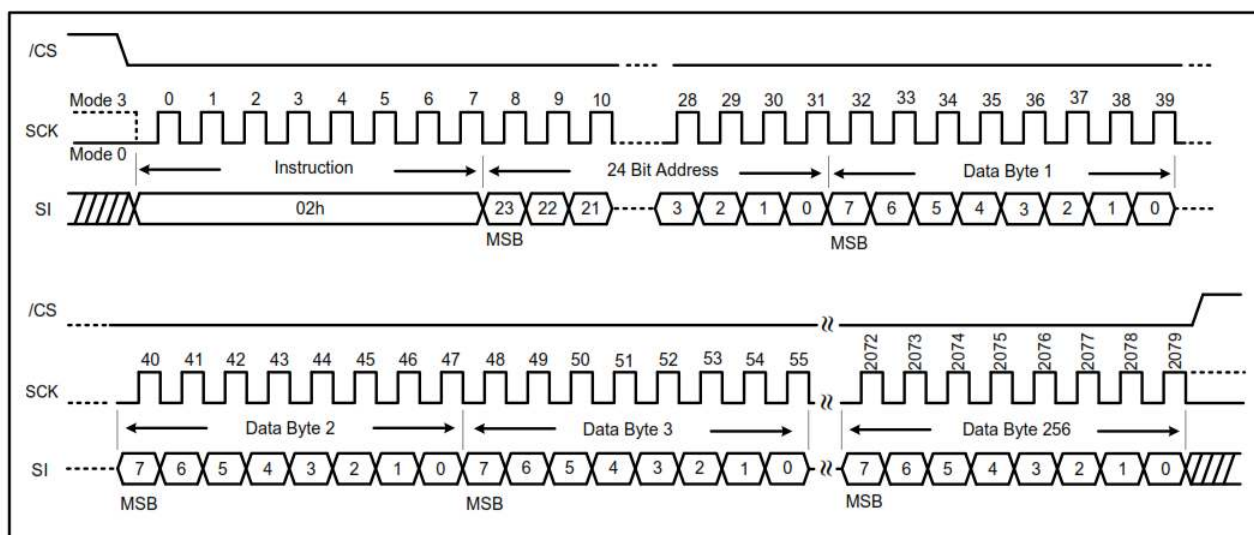 /CS
Mode 3 0 1 2 3 4 5 6 7 8 9 10 28 29 30 31 32 33 34 35 36 37 38 39
SCK
Mode 0
Instruction 24 Bit Address Data Byte 1
SI 02h 23 22 21 3 2 1 0 7 6 5 4 3 2 1 0
MSB MSB
/CS
40 41 42 43 44 45 46 47 48 49 50 51 52 53 54 55 2072 2073 2074 2075 2076 2077 2078 2079
SCK
Data Byte 2 Data Byte 3 Data Byte 256
SI 7 6 5 4 3 2 1 0 7 6 5 4 3 2 1 0 7 6 5 4 3 2 1 0
MSB MSB MSB